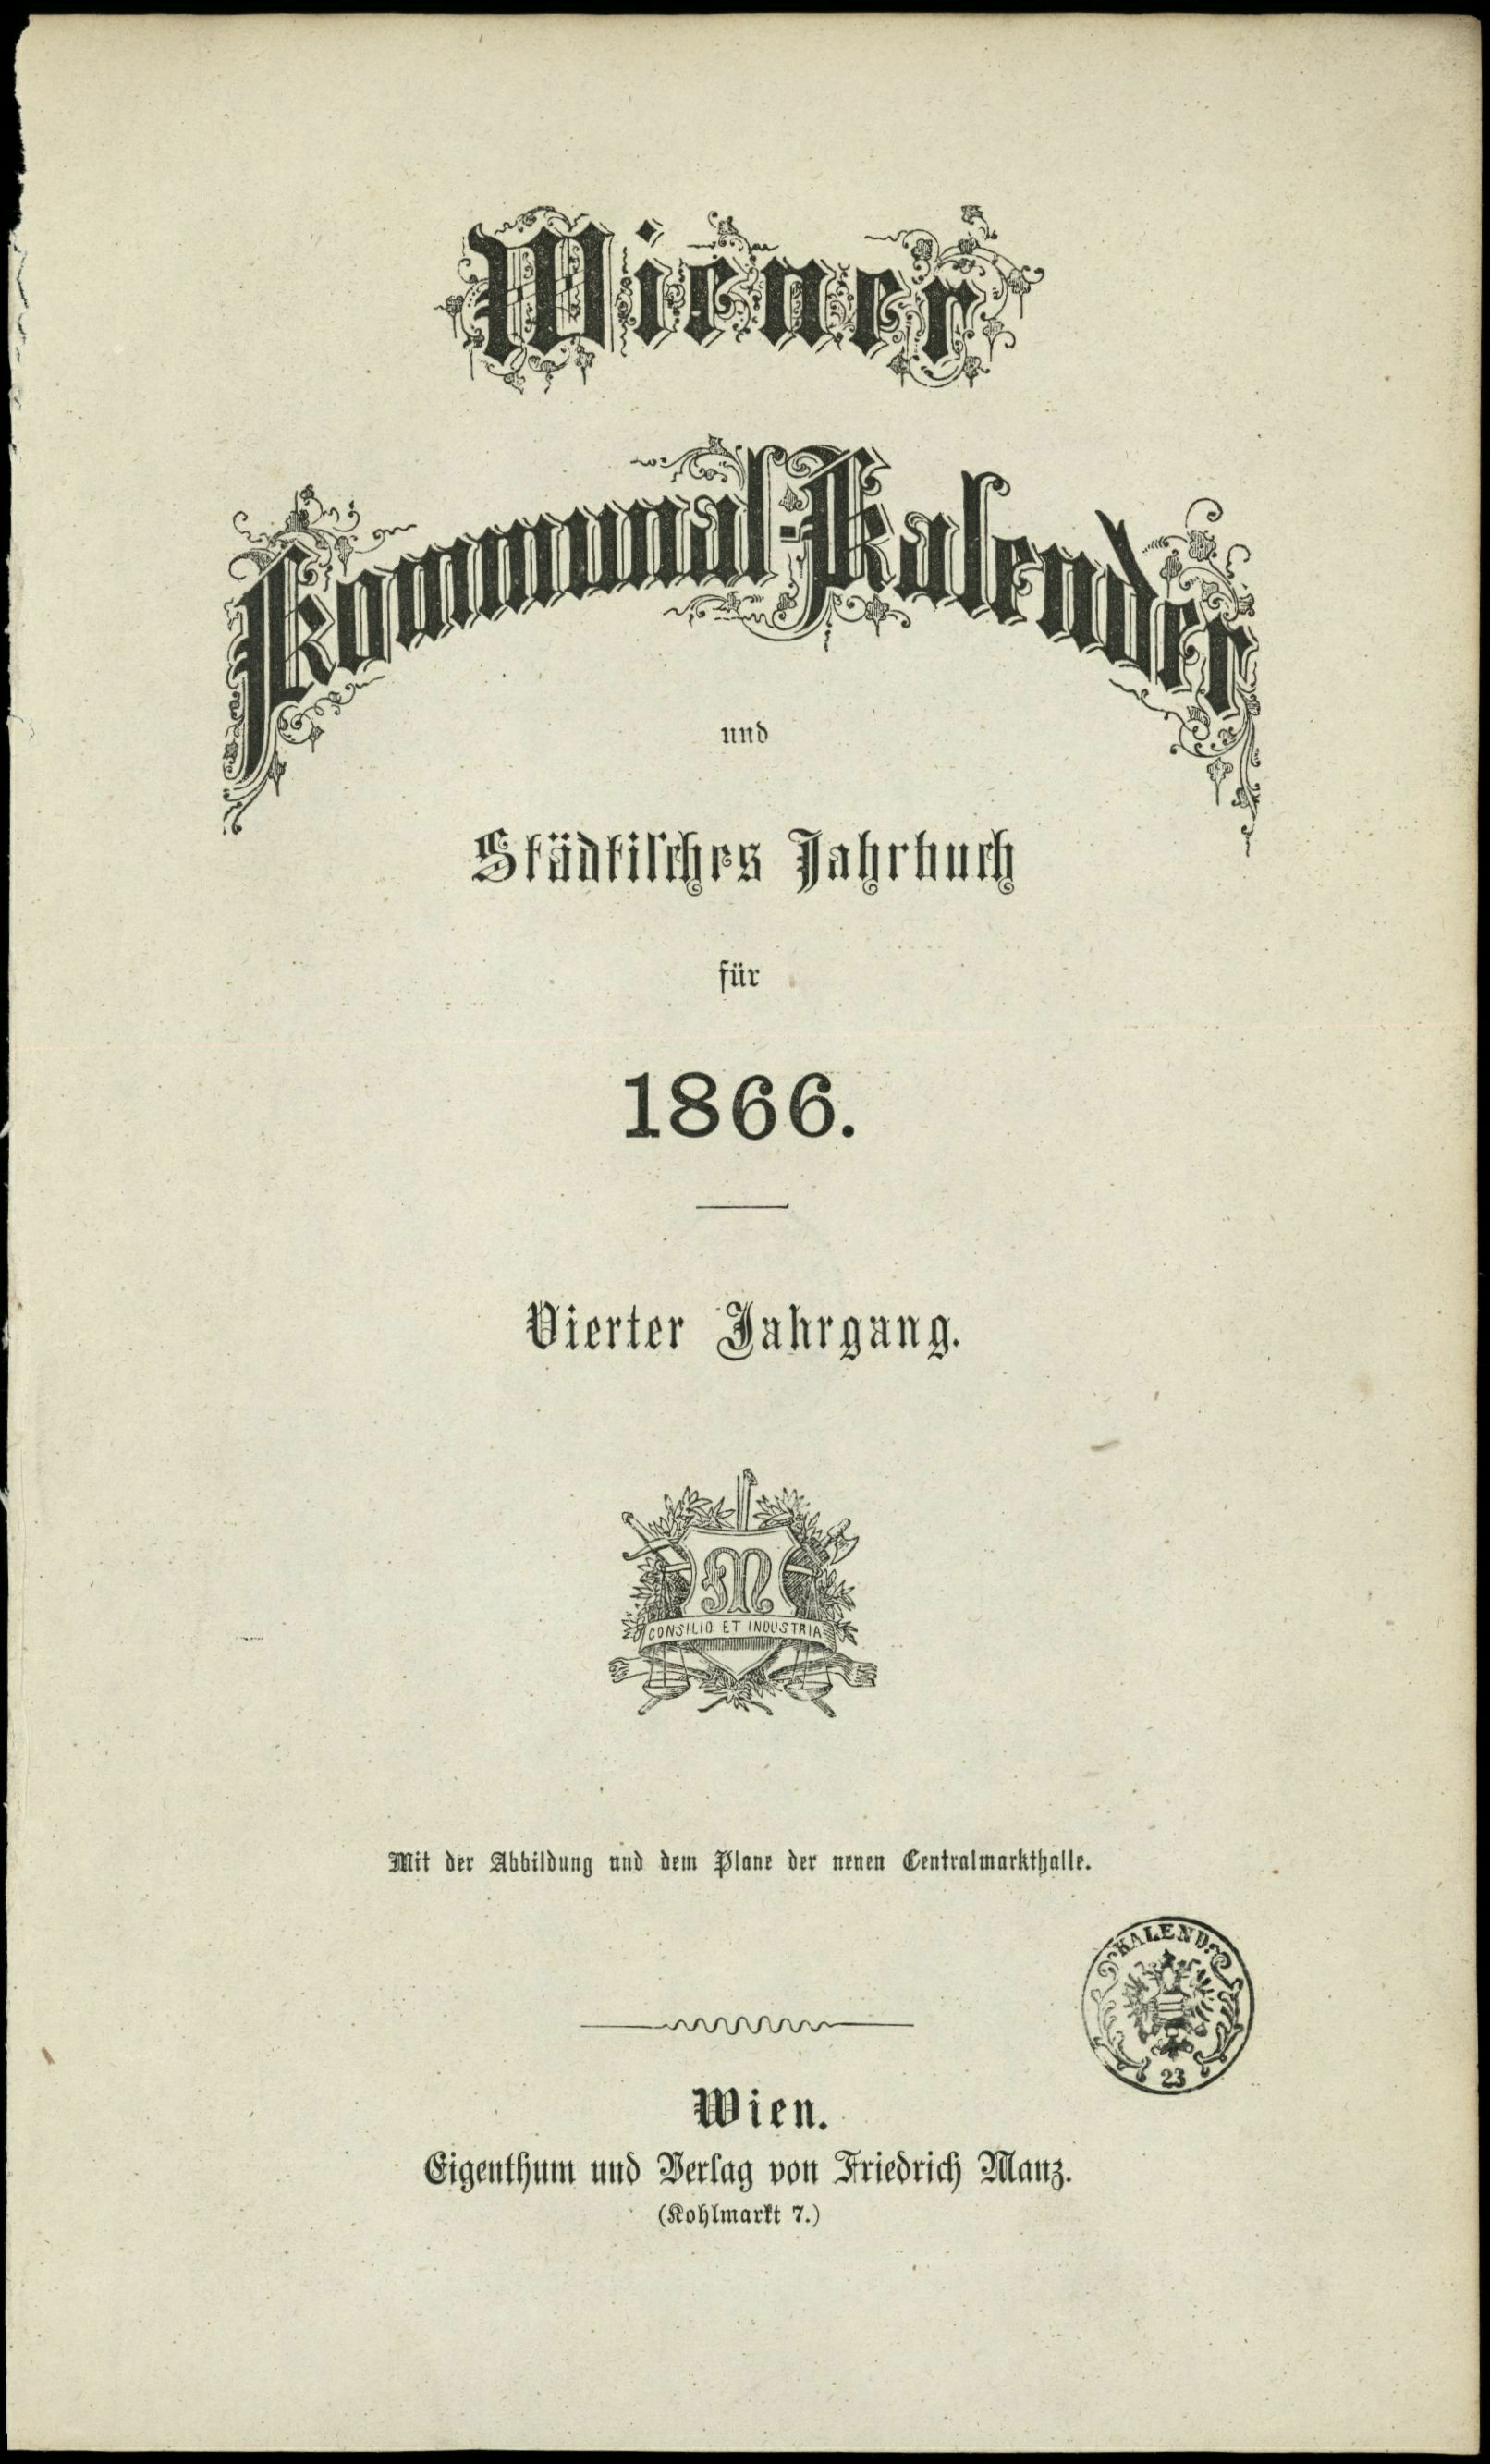 Wiener
Kommunal-Kalender
und
Städtisches Jahrbuch
für
1866.
Vierter Jahrgang.
M
CONSILIO ET INDUSTRIA
Mit der Abbildung und dem Plane der neuen Centralmarkthalle.
KALEND.
23
Wien.
Eigenthum und Verlag von Friedrich Manz.
(Kohlmarkt 7.)